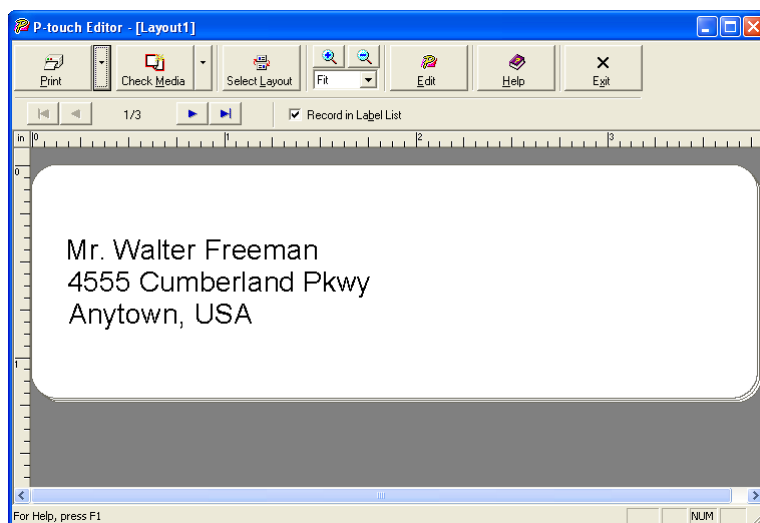 P-touch Editor - [Layout1]
Print Check Media Select Layout Fit Edit Help Exit
1/3 Record in Label List
in 0 1 2 3
0
Mr. Walter Freeman
4555 Cumberland Pkwy
Anytown, USA
1
For Help, press F1 NUM